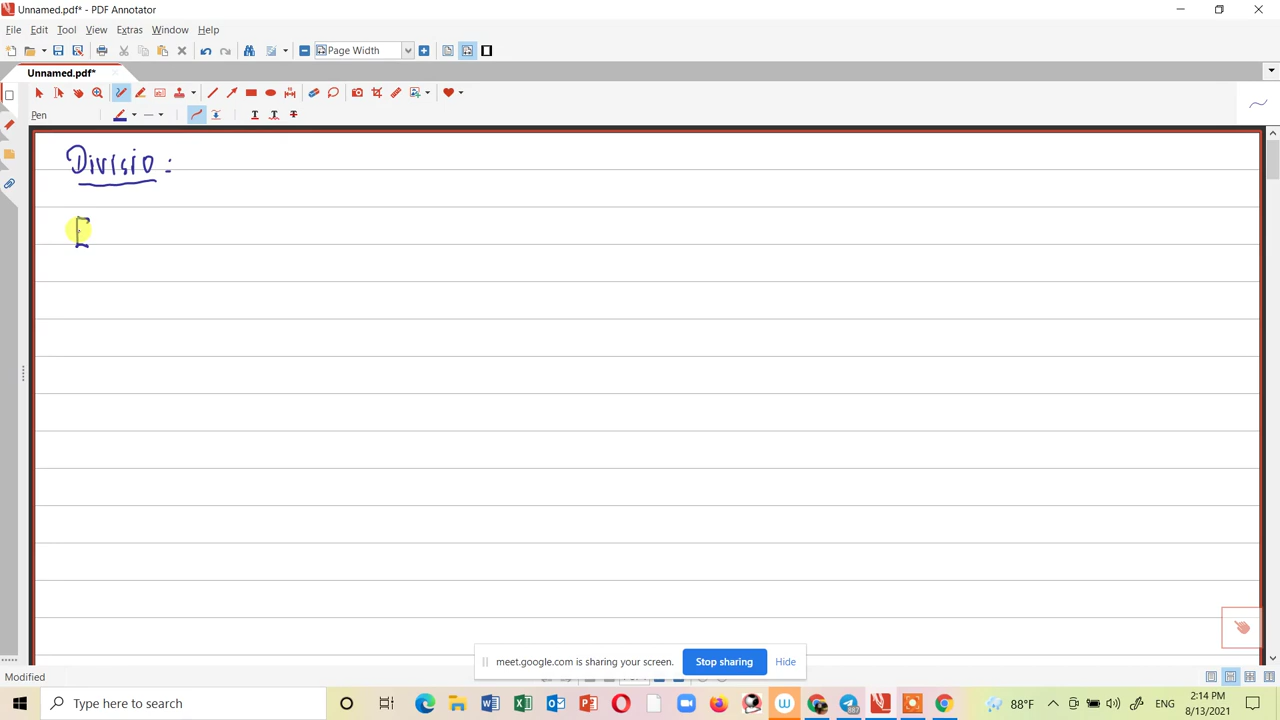 Unnamed.pdf* - PDF Annotator
File Edit Tool View Extras Window Help
Page Width
Unnamed.pdf*
Pen
Divisio:
[
meet.google.com is sharing your screen. Stop sharing Hide
Modified
Type here to search
887
88°F
ENG
2:14 PM
8/13/2021